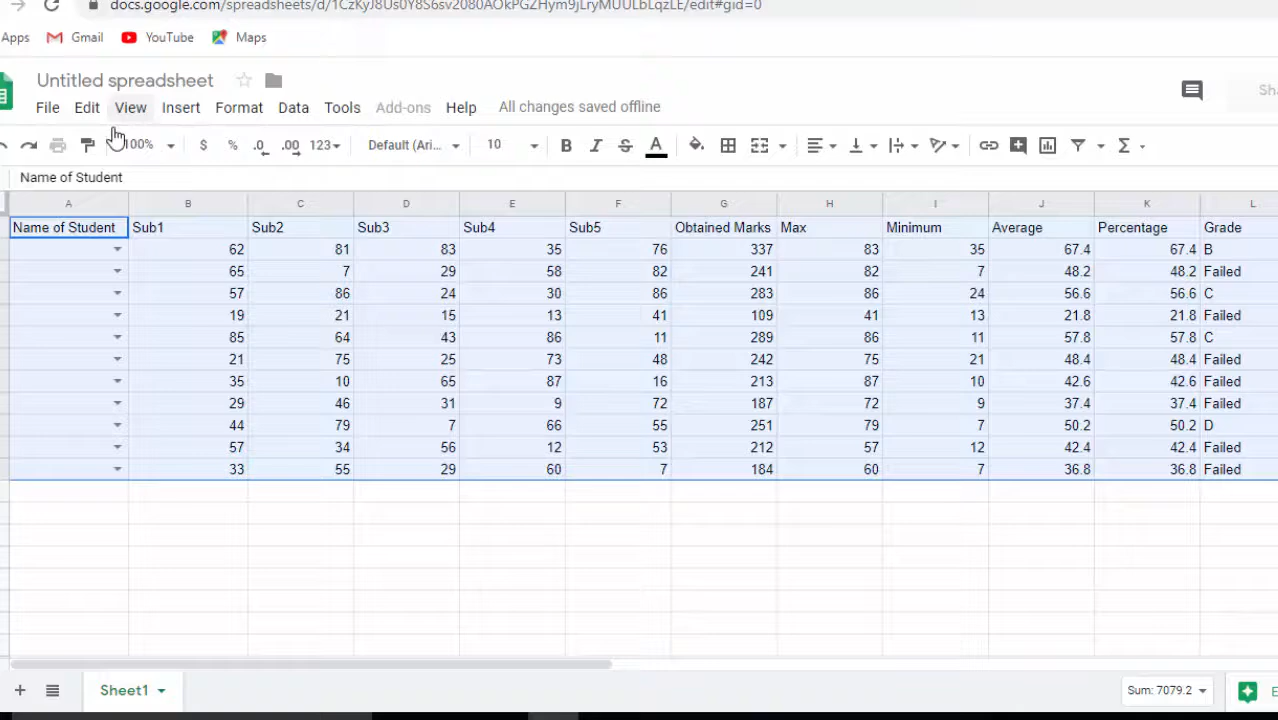 docs.google.com/spreadsheets/d/1CzKyJ8Us0Y8S6sv2080AOkPGZHym9jLryMUULbLqzLE/edit#gid=0
Apps Gmail YouTube Maps
Untitled spreadsheet
File Edit View Insert Format Data Tools Add-ons Help All changes saved offline
100% $ % .0 .00 123 Default (Ari... 10 B I S A Σ
Name of Student
A B C D E F G H I J K L
Name of Student Sub1 Sub2 Sub3 Sub4 Sub5 Obtained Marks Max Minimum Average Percentage Grade
62 81 83 35 76 337 83 35 67.4 67.4 B
65 7 29 58 82 241 82 7 48.2 48.2 Failed
57 86 24 30 86 283 86 24 56.6 56.6 C
19 21 15 13 41 109 41 13 21.8 21.8 Failed
85 64 43 86 11 289 86 11 57.8 57.8 C
21 75 25 73 48 242 75 21 48.4 48.4 Failed
35 10 65 87 16 213 87 10 42.6 42.6 Failed
29 46 31 9 72 187 72 9 37.4 37.4 Failed
44 79 7 66 55 251 79 7 50.2 50.2 D
57 34 56 12 53 212 57 12 42.4 42.4 Failed
33 55 29 60 7 184 60 7 36.8 36.8 Failed
Sheet1 Sum: 7079.2